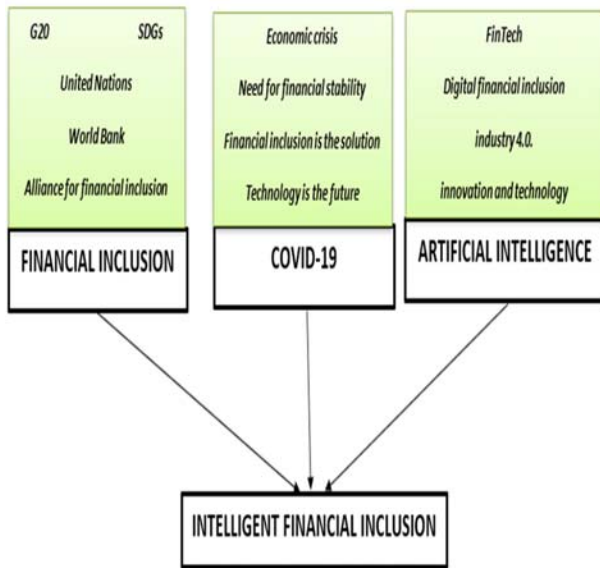 G20 SDGs
United Nations
World Bank
Alliance for financial inclusion
FINANCIAL INCLUSION
Economic crisis
Need for financial stability
Financial inclusion is the solution
Technology is the future
COVID-19
FinTech
Digital financial inclusion
industry 4.0.
innovation and technology
ARTIFICIAL INTELLIGENCE
INTELLIGENT FINANCIAL INCLUSION